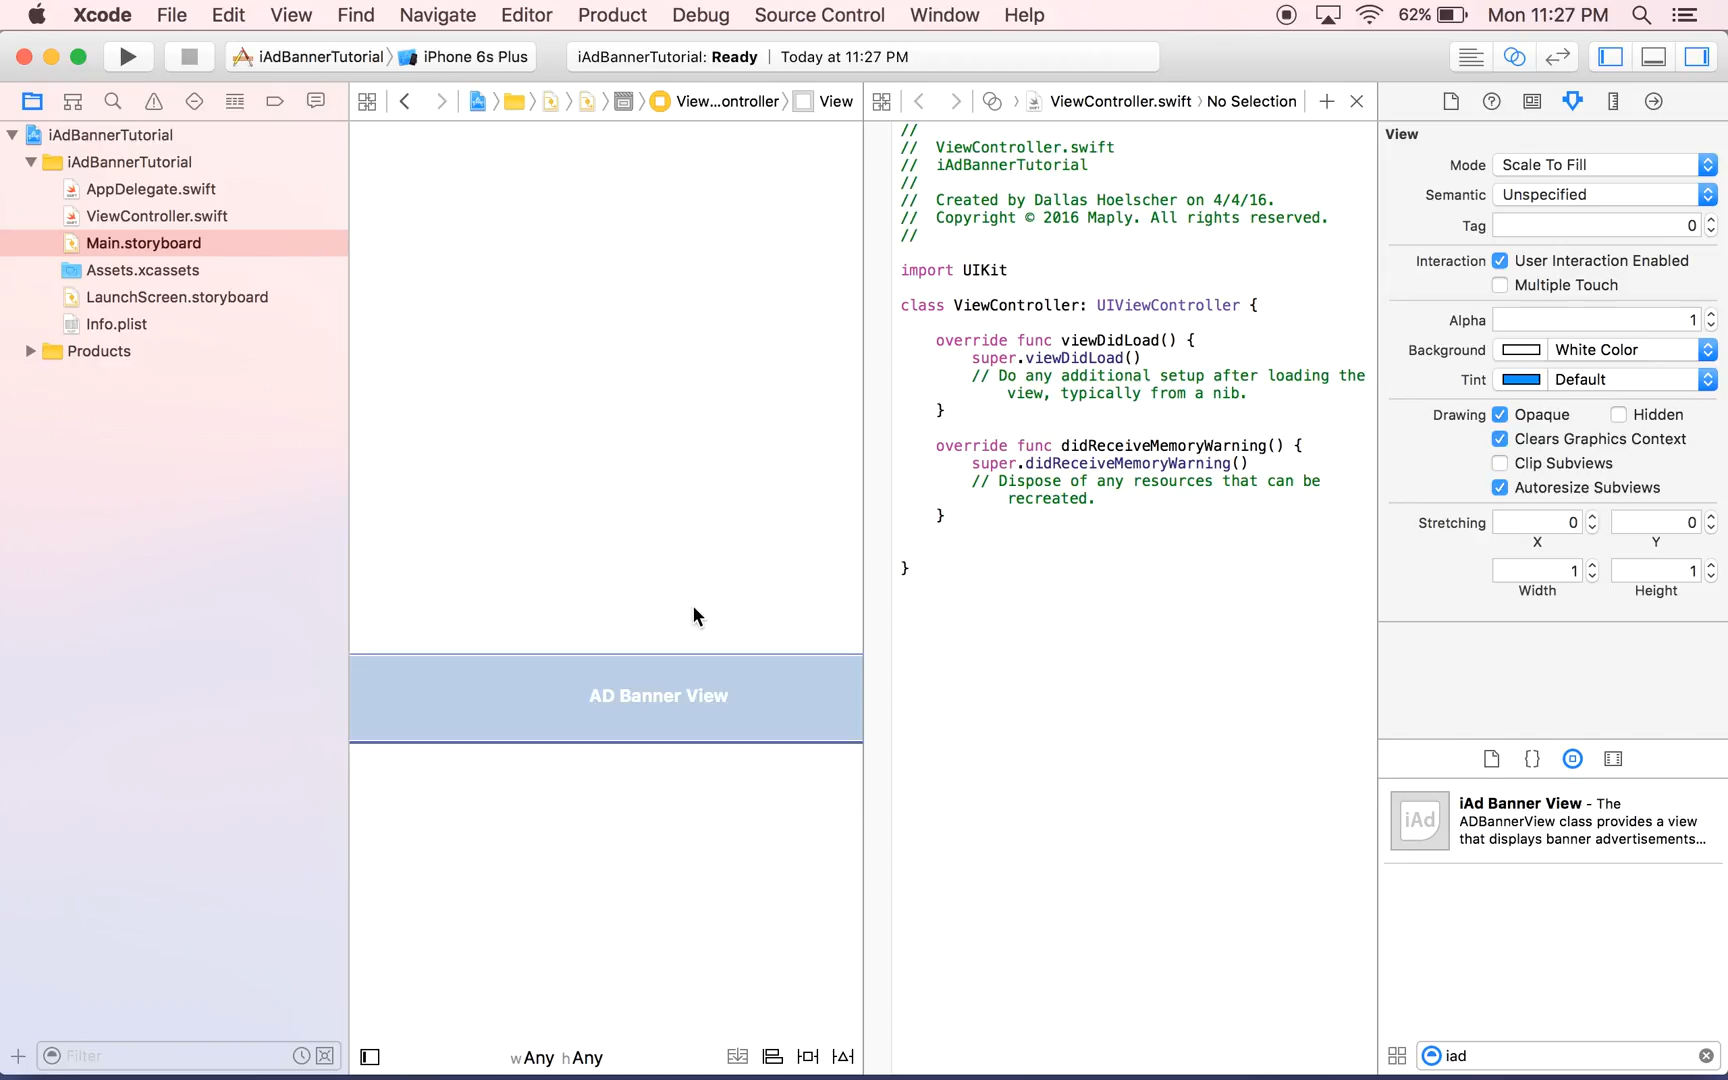 Xcode File Edit View Find Navigate Editor Product Debug Source Control Window Help 62% Mon 11:27 PM
iAdBannerTutorial iPhone 6s Plus iAdBannerTutorial: Ready Today at 11:27 PM
View...ontroller View ViewController.swift No Selection
iAdBannerTutorial
iAdBannerTutorial
AppDelegate.swift
ViewController.swift
Main.storyboard
Assets.xcassets
LaunchScreen.storyboard
Info.plist
Products
Filter
AD Banner View
wAny hAny
//
// ViewController.swift
// iAdBannerTutorial
//
// Created by Dallas Hoelscher on 4/4/16.
// Copyright © 2016 Maply. All rights reserved.
//
import UIKit
class ViewController: UIViewController {
override func viewDidLoad() {
super.viewDidLoad()
// Do any additional setup after loading the
view, typically from a nib.
}
override func didReceiveMemoryWarning() {
super.didReceiveMemoryWarning()
// Dispose of any resources that can be
recreated.
}
}
View
Mode Scale To Fill
Semantic Unspecified
Tag 0
Interaction User Interaction Enabled
Multiple Touch
Alpha 1
Background White Color
Tint Default
Drawing Opaque Hidden
Clears Graphics Context
Clip Subviews
Autoresize Subviews
Stretching 0 0
X Y
1 1
Width Height
{}
iAd
iAd Banner View - The
ADBannerView class provides a view
that displays banner advertisements...
iad